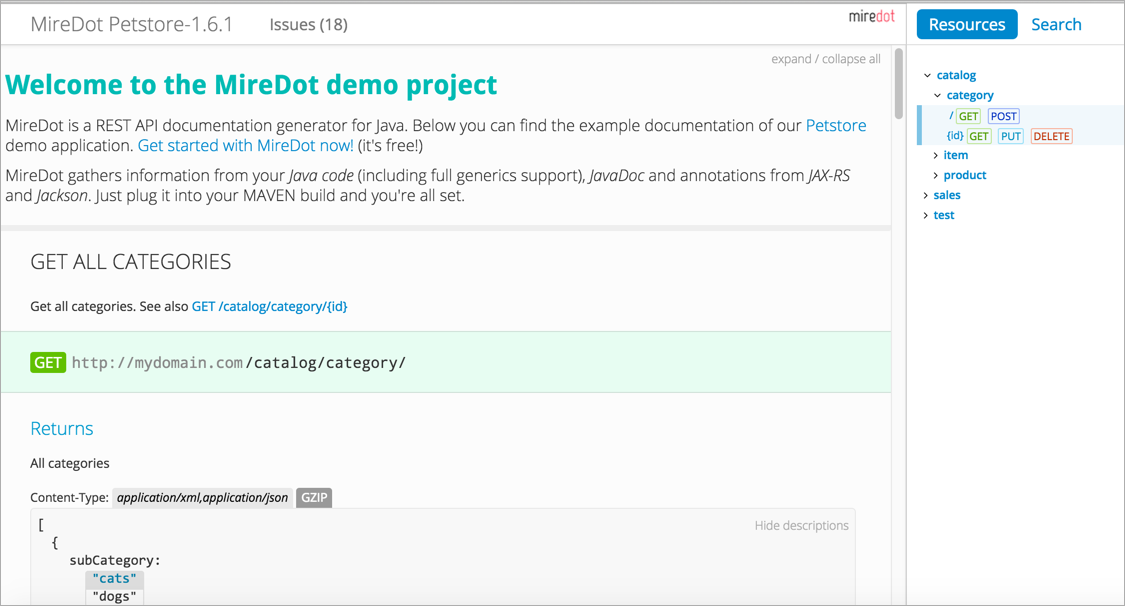 MireDot Petstore-1.6.1 Issues (18)
miredot
Resources Search
expand / collapse all
Welcome to the MireDot demo project
MireDot is a REST API documentation generator for Java. Below you can find the example documentation of our Petstore
demo application. Get started with MireDot now! (it's free!)
MireDot gathers information from your Java code (including full generics support), JavaDoc and annotations from JAX-RS
and Jackson. Just plug it into your MAVEN build and you're all set.
GET ALL CATEGORIES
Get all categories. See also GET /catalog/category/{id}
GET http://mydomain.com/catalog/category/
Returns
All categories
Content-Type: application/xml,application/json GZIP
Hide descriptions
[
{
subCategory:
"cats"
"dogs"
catalog
category
/ GET POST
{id} GET PUT DELETE
item
product
sales
test